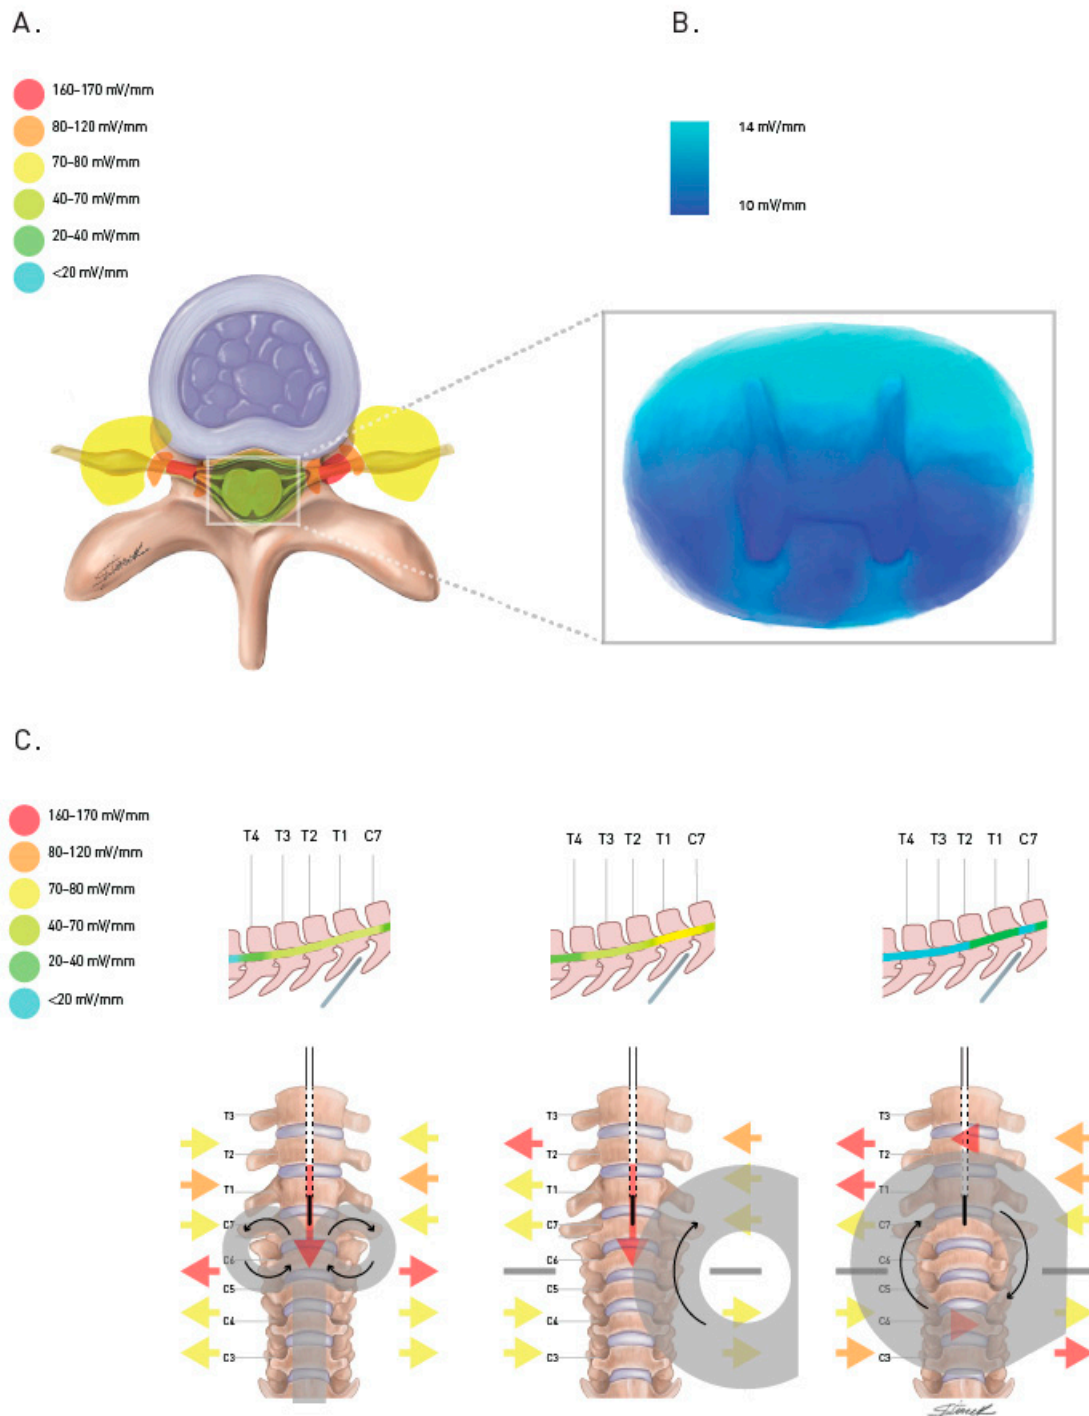 A.
160–170 mV/mm
80–120 mV/mm
70–80 mV/mm
40–70 mV/mm
20–40 mV/mm
<20 mV/mm
B.
14 mV/mm
10 mV/mm
C.
160–170 mV/mm
80–120 mV/mm
70–80 mV/mm
40–70 mV/mm
20–40 mV/mm
<20 mV/mm
T4 T3 T2 T1 C7
T4 T3 T2 T1 C7
T4 T3 T2 T1 C7
T3
T2
T1
C7
C6
C5
C4
C3
T3
T2
T1
C7
C6
C5
C4
C3
T3
T2
T1
C7
C6
C5
C4
C3